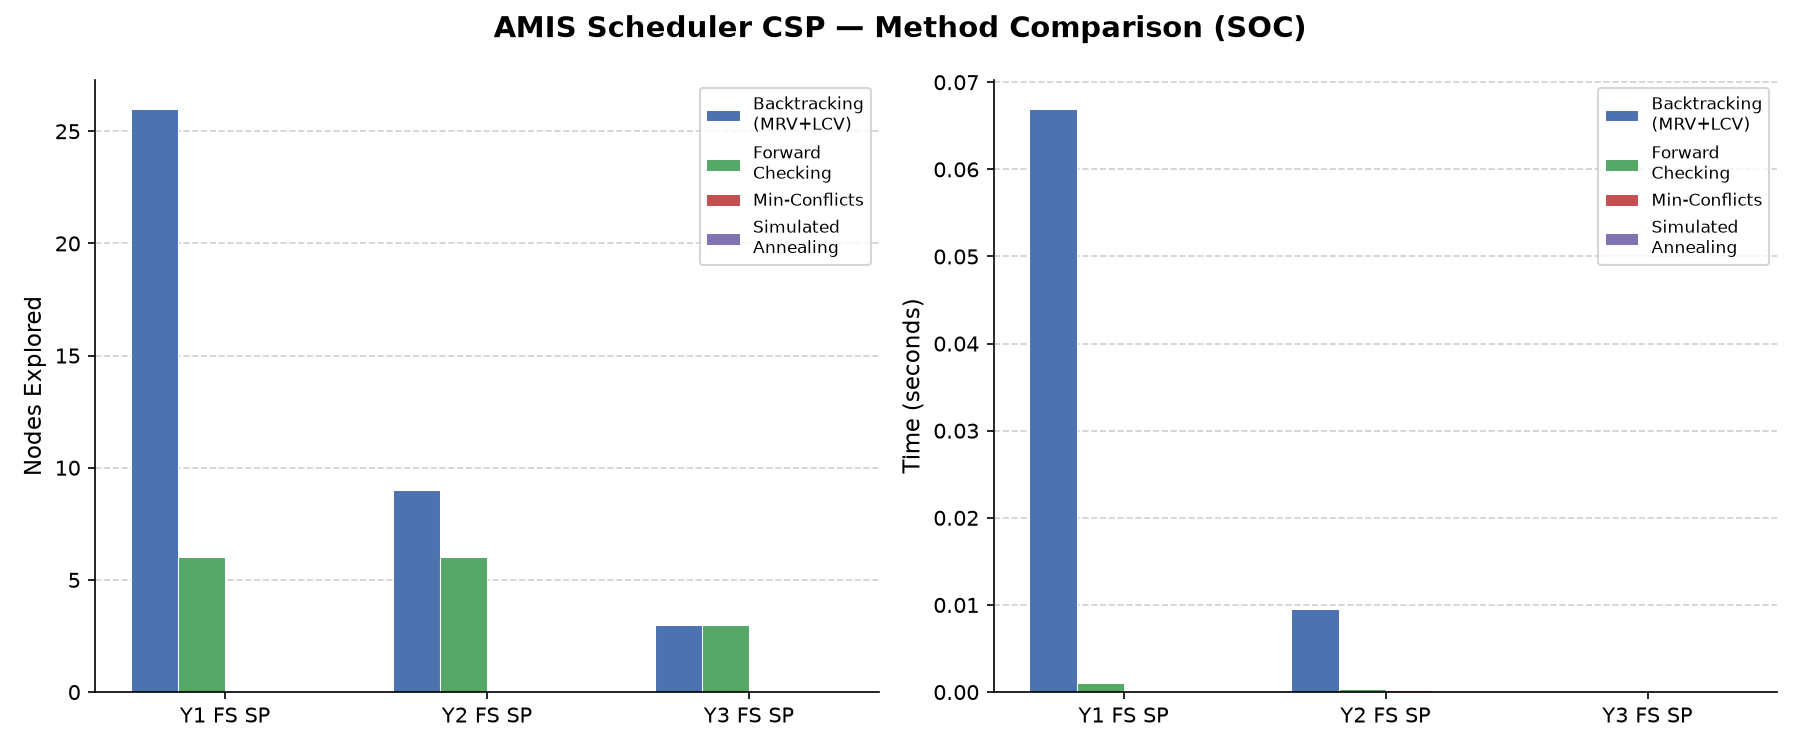 AMIS Scheduler CSP — Method Comparison (SOC)
Nodes Explored
25
20
15
10
5
0
Y1 FS SP
Y2 FS SP
Y3 FS SP
Backtracking
(MRV+LCV)
Forward
Checking
Min-Conflicts
Simulated
Annealing
Time (seconds)
0.07
0.06
0.05
0.04
0.03
0.02
0.01
0.00
Y1 FS SP
Y2 FS SP
Y3 FS SP
Backtracking
(MRV+LCV)
Forward
Checking
Min-Conflicts
Simulated
Annealing